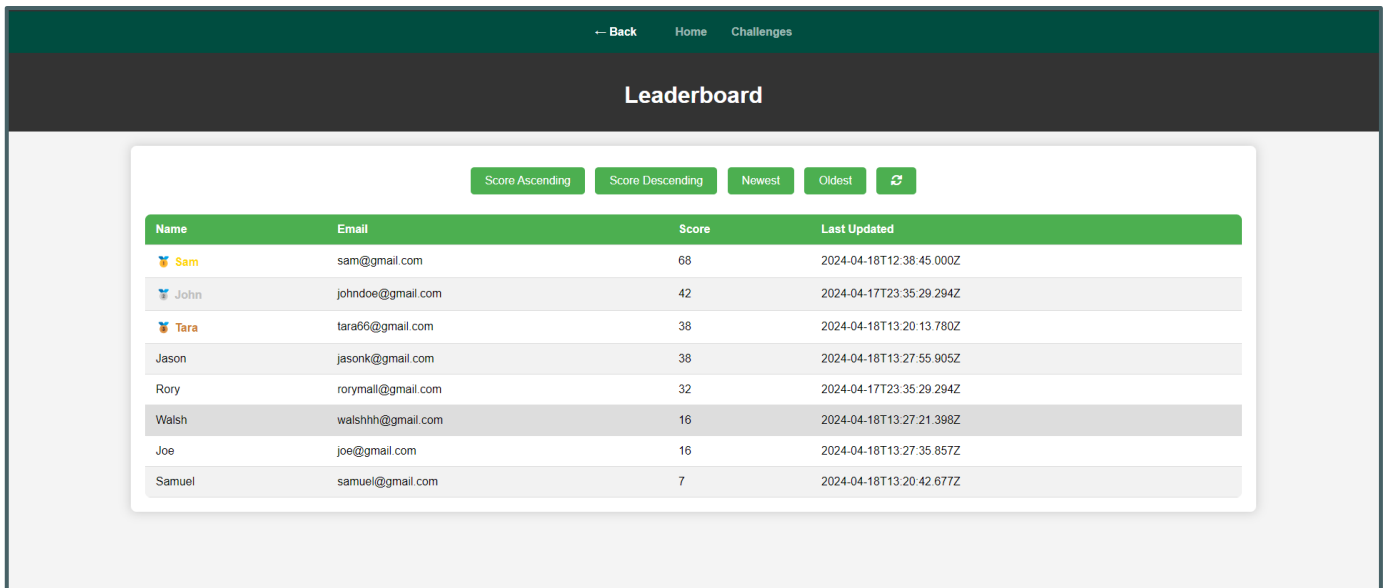 ← Back Home Challenges
Leaderboard
Score Ascending Score Descending Newest Oldest
Name Email Score Last Updated
Sam sam@gmail.com 68 2024-04-18T12:38:45.000Z
John johndoe@gmail.com 42 2024-04-17T23:35:29.294Z
Tara tara66@gmail.com 38 2024-04-18T13:20:13.780Z
Jason jasonk@gmail.com 38 2024-04-18T13:27:55.905Z
Rory rorymall@gmail.com 32 2024-04-17T23:35:29.294Z
Walsh walshhh@gmail.com 16 2024-04-18T13:27:21.398Z
Joe joe@gmail.com 16 2024-04-18T13:27:35.857Z
Samuel samuel@gmail.com 7 2024-04-18T13:20:42.677Z